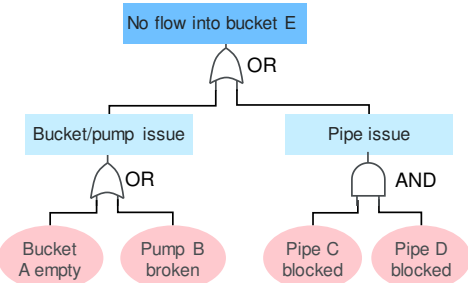 No flow into bucket E
OR
Bucket/pump issue
Pipe issue
OR
AND
Bucket
A empty
Pump B
broken
Pipe C
blocked
Pipe D
blocked